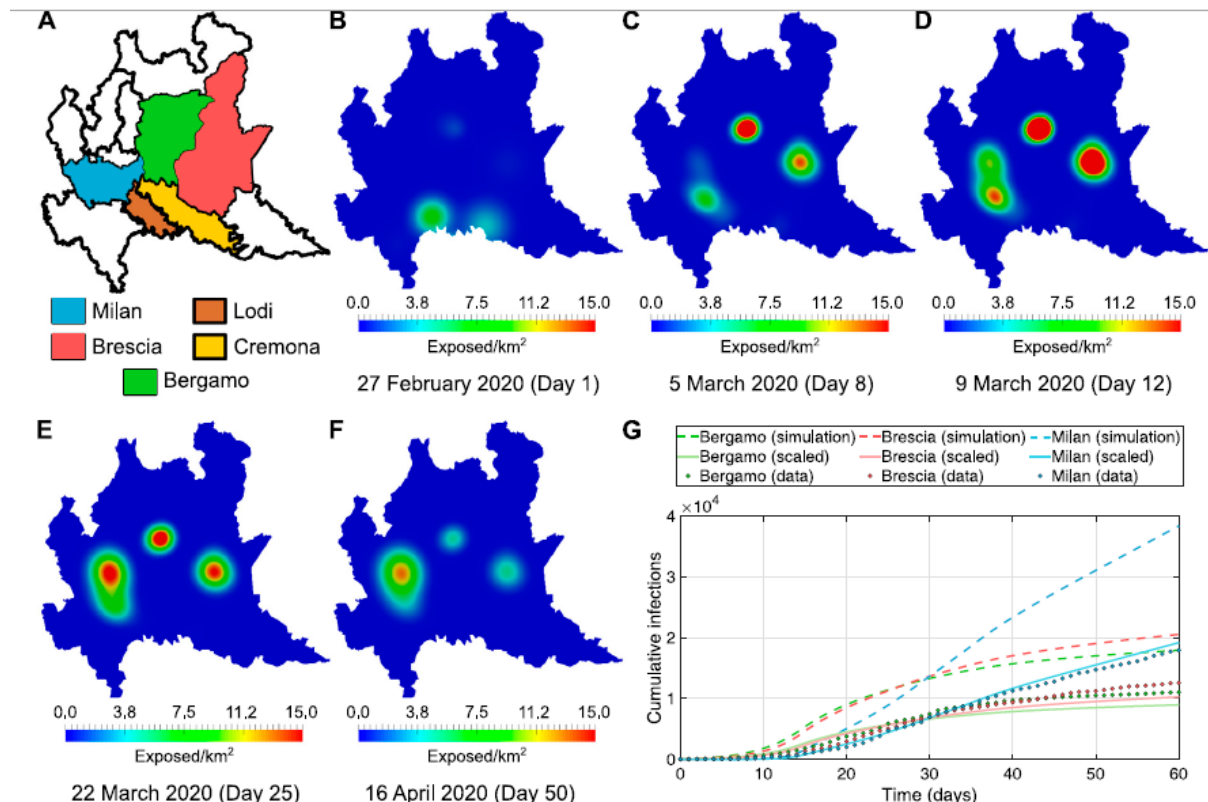 A
B
C
D
Milan
Lodi
Brescia
Cremona
Bergamo
0.0 3.8 7.5 11.2 15.0
Exposed/km²
27 February 2020 (Day 1)
0.0 3.8 7.5 11.2 15.0
Exposed/km²
5 March 2020 (Day 8)
0.0 3.8 7.5 11.2 15.0
Exposed/km²
9 March 2020 (Day 12)
E
F
G
0.0 3.8 7.5 11.2 15.0
Exposed/km²
22 March 2020 (Day 25)
0.0 3.8 7.5 11.2 15.0
Exposed/km²
16 April 2020 (Day 50)
Bergamo (simulation) Brescia (simulation) Milan (simulation)
Bergamo (scaled) Brescia (scaled) Milan (scaled)
Bergamo (data) Brescia (data) Milan (data)
×10⁴
4
3
2
1
0
Cumulative infections
0 10 20 30 40 50 60
Time (days)